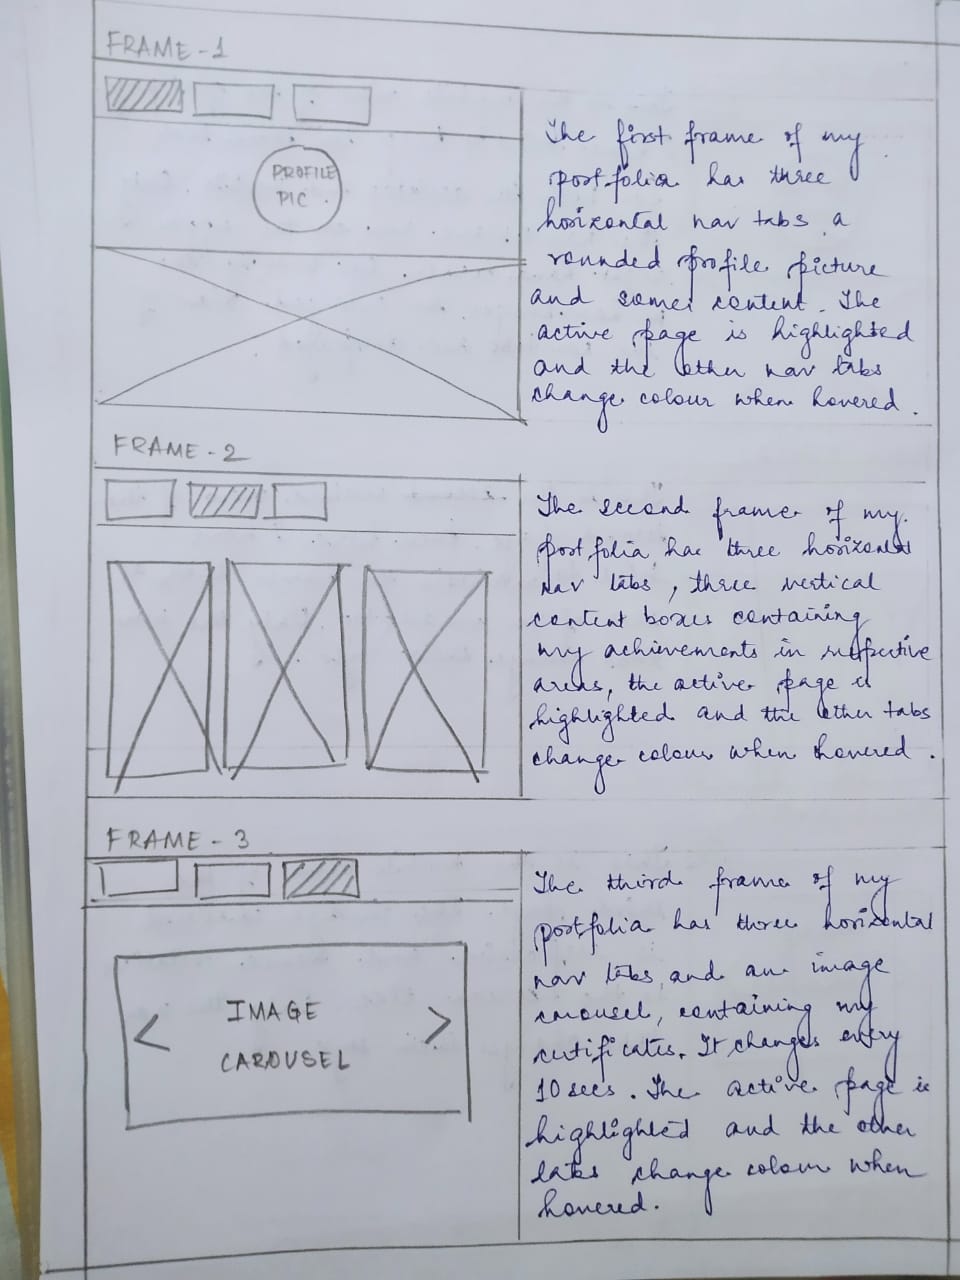 FRAME - 1
PROFILE
PIC
The first frame of my
portfolia has three
horizontal nav tabs, a
rounded profile picture
and some content. The
active page is highlighted
and the other nav tabs
change colour when hovered.
FRAME - 2
The second frame of my
portfolia has three horizontal
nav tabs, three vertical
content boxes containing
my achievements in respective
areas, the active page is
highlighted and the other tabs
change colour when hovered.
FRAME - 3
IMAGE
CAROUSEL
The third frame of my
portfolia has three horizontal
nav tabs, and an image
carousel, containing my
certificates. It changes every
10 secs. The active page is
highlighted and the other
tabs change colour when
hovered.